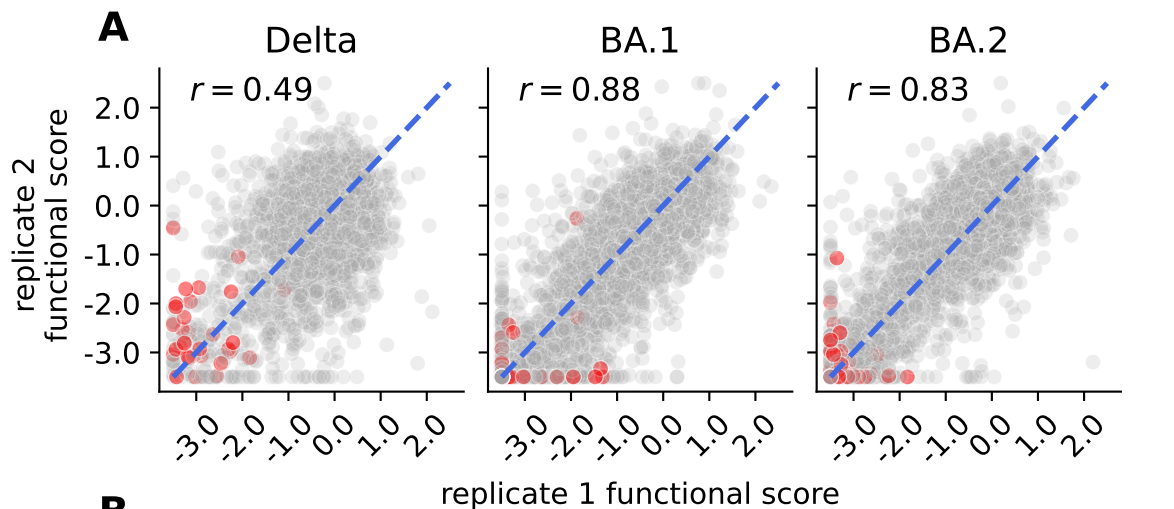 A
Delta
BA.1
BA.2
r = 0.49
r = 0.88
r = 0.83
replicate 2
functional score
2.0
1.0
0.0
-1.0
-2.0
-3.0
-3.0 -2.0 -1.0 0.0 1.0 2.0
-3.0 -2.0 -1.0 0.0 1.0 2.0
-3.0 -2.0 -1.0 0.0 1.0 2.0
replicate 1 functional score